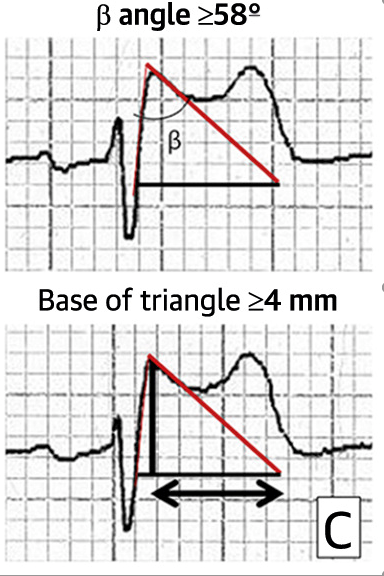 β angle ≥58º
β
Base of triangle ≥4 mm
C